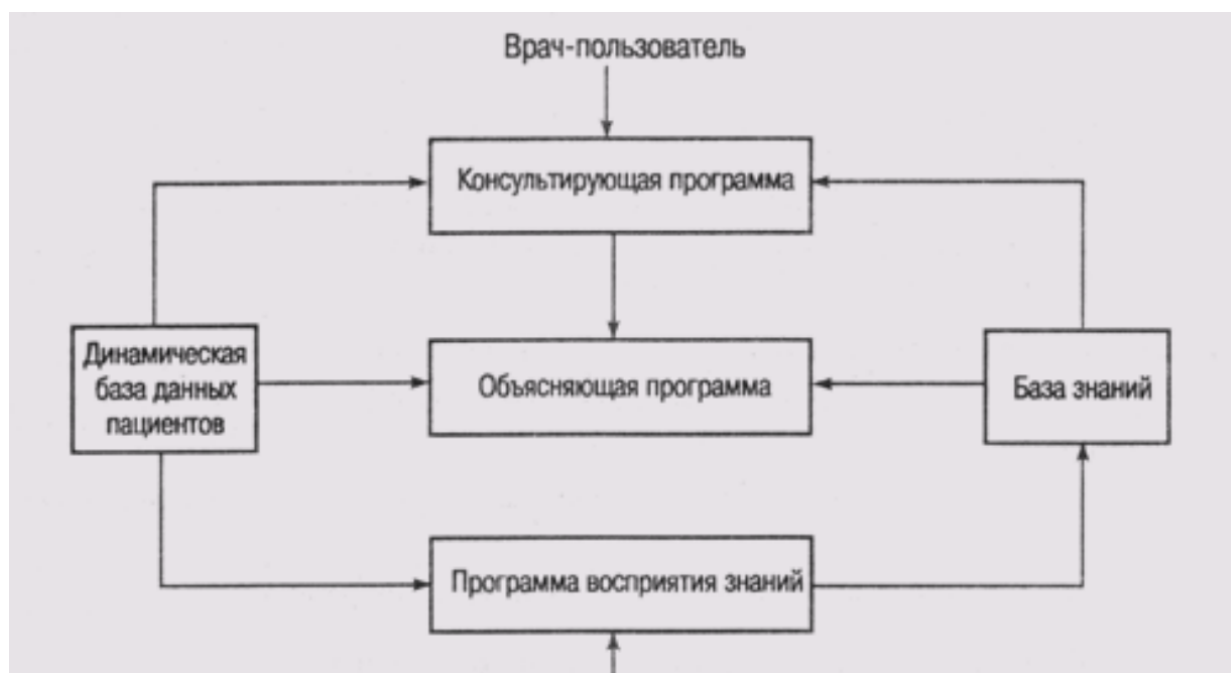 Врач-пользователь
Консультирующая программа
Динамическая
база данных
пациентов
Объясняющая программа
База знаний
Программа восприятия знаний